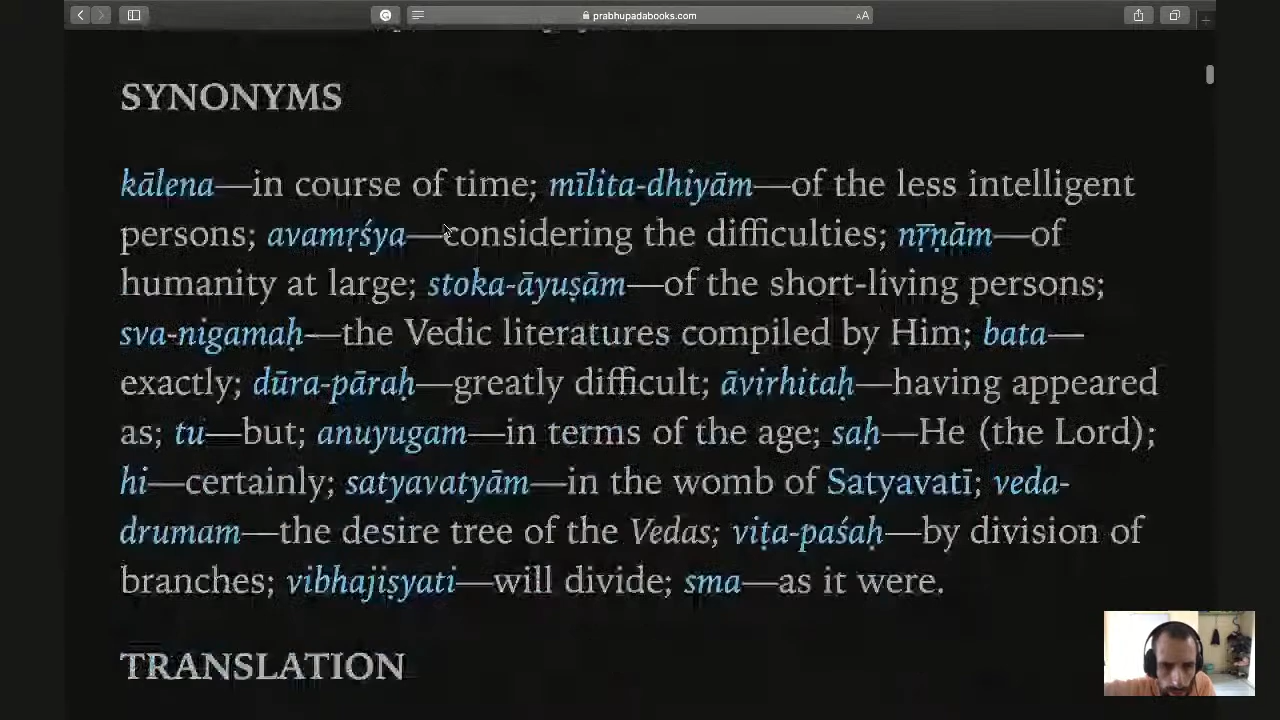 prabhupadabooks.com
AA
SYNONYMS
kālena—in course of time; mīlita-dhiyām—of the less intelligent
persons; avamṛśya—considering the difficulties; nṝṇām—of
humanity at large; stoka-āyuṣām—of the short-living persons;
sva-nigamaḥ—the Vedic literatures compiled by Him; bata—
exactly; dūra-pāraḥ—greatly difficult; āvirhitaḥ—having appeared
as; tu—but; anuyugam—in terms of the age; saḥ—He (the Lord);
hi—certainly; satyavatyām—in the womb of Satyavatī; veda-
drumam—the desire tree of the Vedas; viṭa-paśaḥ—by division of
branches; vibhajiṣyati—will divide; sma—as it were.
TRANSLATION